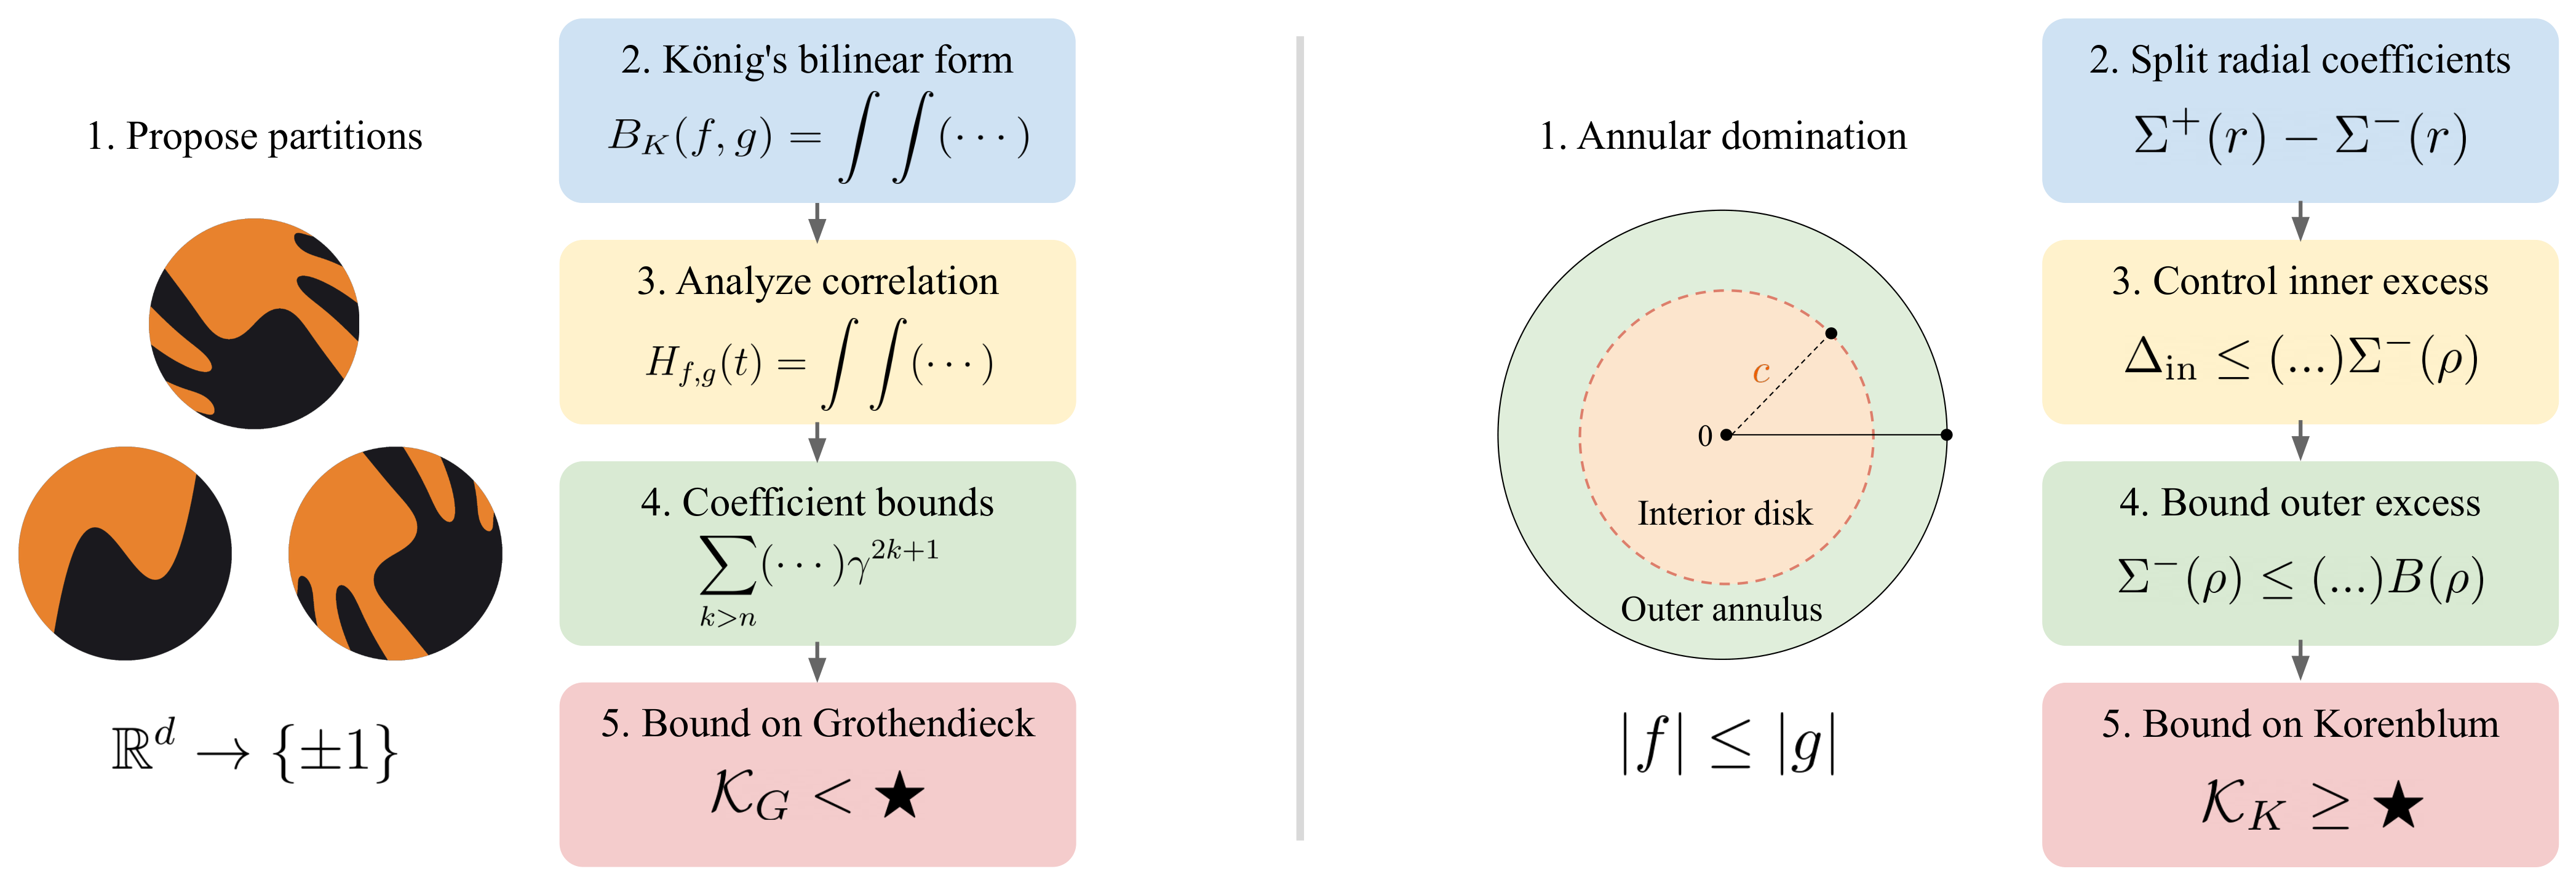 1. Propose partitions
ℝᵈ → {±1}
2. König's bilinear form
B_K(f, g) = ∫∫(···)
3. Analyze correlation
H_{f,g}(t) = ∫∫(···)
4. Coefficient bounds
∑_{k>n}(···)γ^{2k+1}
5. Bound on Grothendieck
𝒦_G < ★
1. Annular domination
c
0
Interior disk
Outer annulus
|f| ≤ |g|
2. Split radial coefficients
Σ⁺(r) − Σ⁻(r)
3. Control inner excess
Δ_in ≤ (...)Σ⁻(ρ)
4. Bound outer excess
Σ⁻(ρ) ≤ (...)B(ρ)
5. Bound on Korenblum
𝒦_K ≥ ★